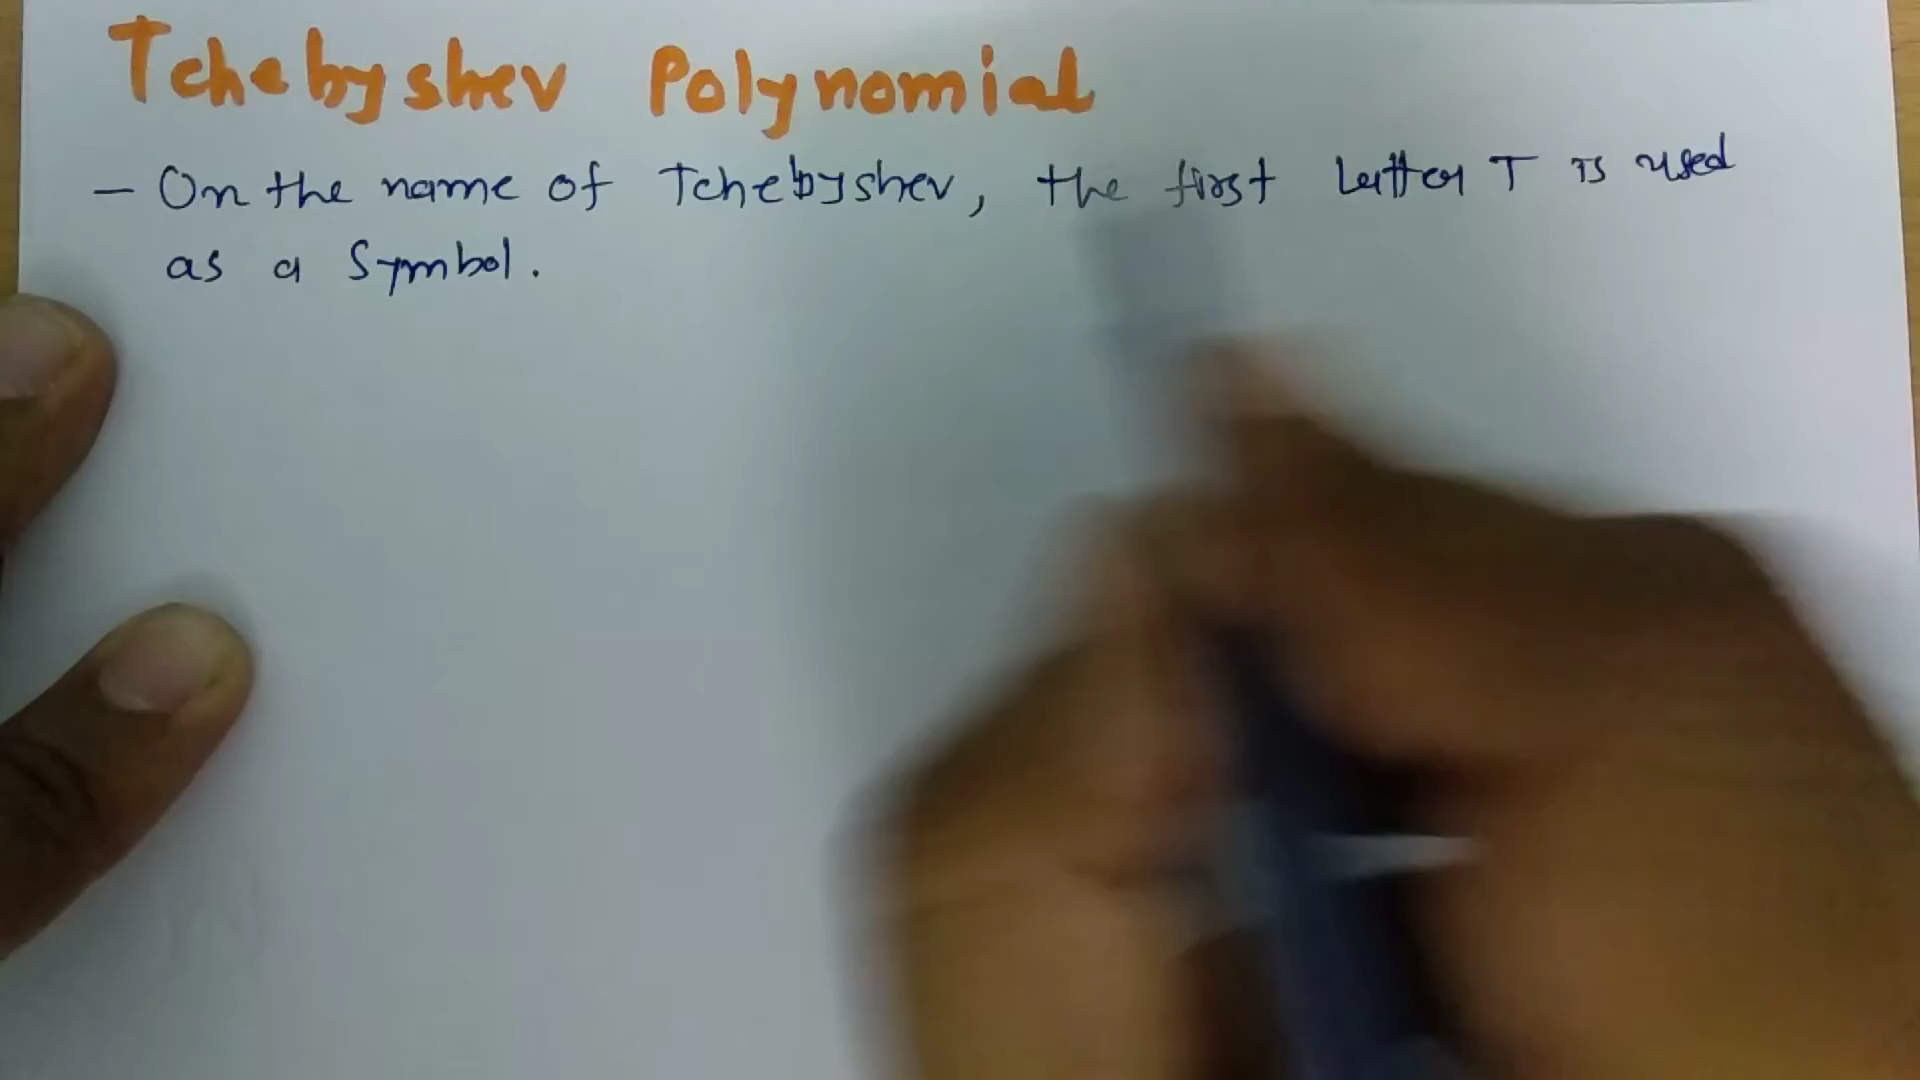 Tchebyshev Polynomial
- On the name of Tchebyshev, the first Letter T is used
as a Symbol.